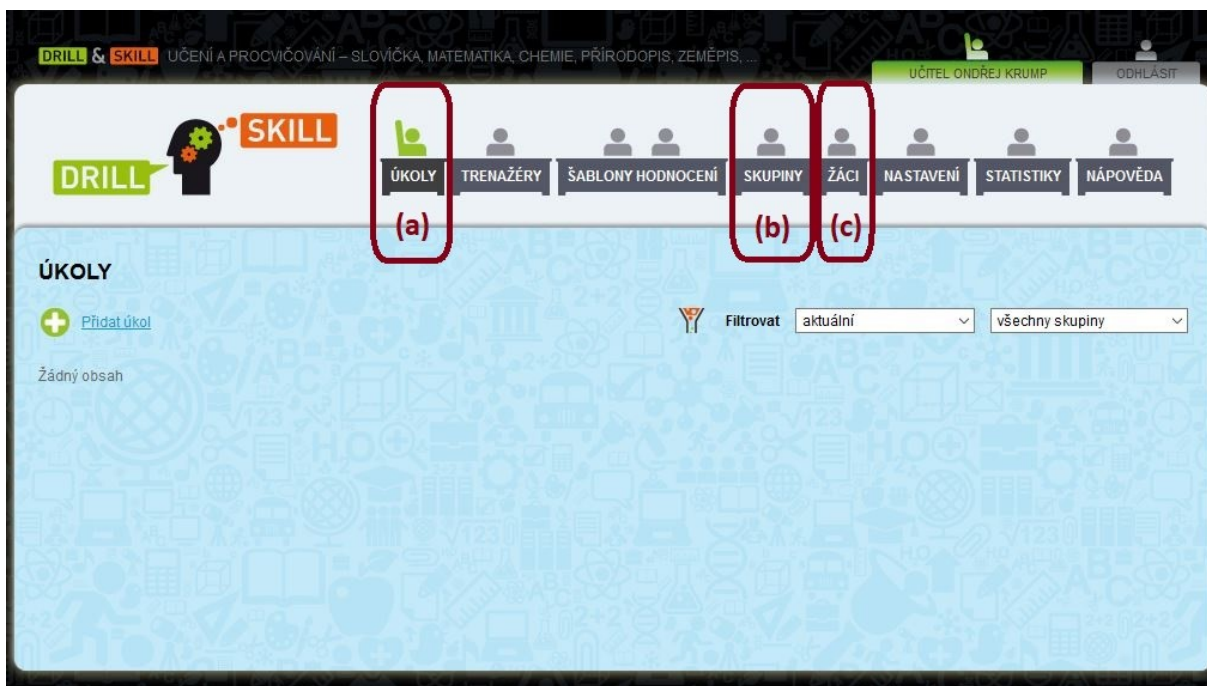 DRILL & SKILL UČENÍ A PROCVIČOVÁNÍ – SLOVÍČKA, MATEMATIKA, CHEMIE, PŘÍRODOPIS, ZEMĚPIS, ...
UČITEL ONDŘEJ KRUMP
ODHLÁSIT
DRILL SKILL
ÚKOLY TRENAŽÉRY ŠABLONY HODNOCENÍ SKUPINY ŽÁCI NASTAVENÍ STATISTIKY NÁPOVĚDA
(a) (b) (c)
ÚKOLY
Přidat úkol
Filtrovat aktuální všechny skupiny
Žádný obsah